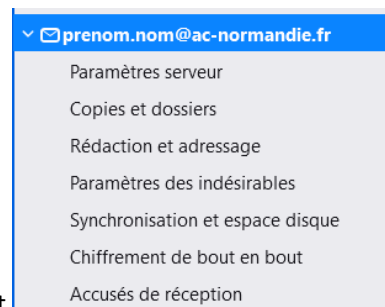 prenom.nom@ac-normandie.fr
Paramètres serveur
Copies et dossiers
Rédaction et adressage
Paramètres des indésirables
Synchronisation et espace disque
Chiffrement de bout en bout
Accusés de réception